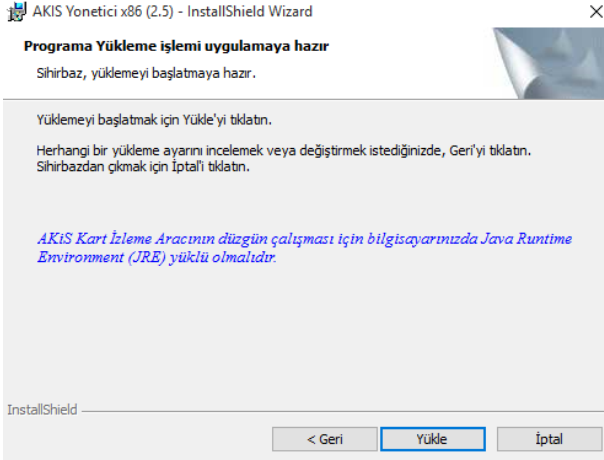 AKIS Yonetici x86 (2.5) - InstallShield Wizard
Programa Yükleme işlemi uygulamaya hazır
Sihirbaz, yüklemeyi başlatmaya hazır.
Yüklemeyi başlatmak için Yükle'yi tıklatın.
Herhangi bir yükleme ayarını incelemek veya değiştirmek istediğinizde, Geri'yi tıklatın.
Sihirbazdan çıkmak için İptal'i tıklatın.
AKiS Kart İzleme Aracının düzgün çalışması için bilgisayarınızda Java Runtime
Environment (JRE) yüklü olmalıdır.
InstallShield
< Geri
Yükle
İptal